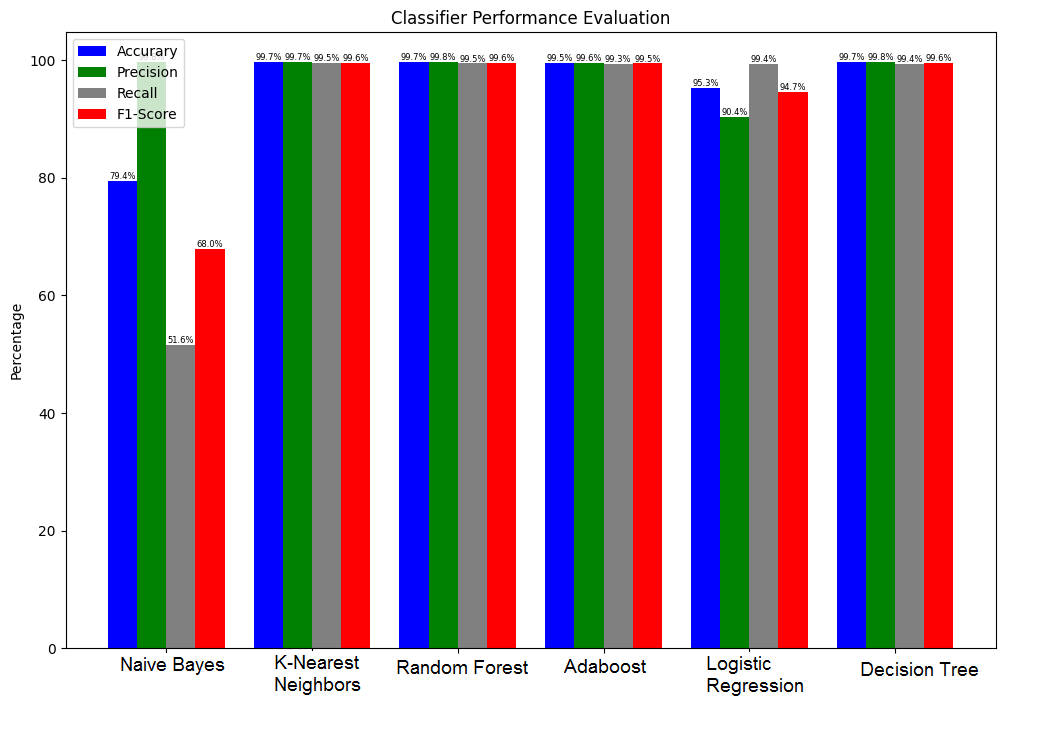 Classifier Performance Evaluation
Accurary
Precision
Recall
F1-Score
Percentage
100
80
60
40
20
0
79.4%
51.6%
68.0%
99.7%
99.7%
99.5%
99.6%
99.7%
99.8%
99.5%
99.6%
99.5%
99.6%
99.3%
99.5%
95.3%
90.4%
99.4%
94.7%
99.7%
99.8%
99.4%
99.6%
Naive Bayes
K-Nearest
Neighbors
Random Forest
Adaboost
Logistic
Regression
Decision Tree